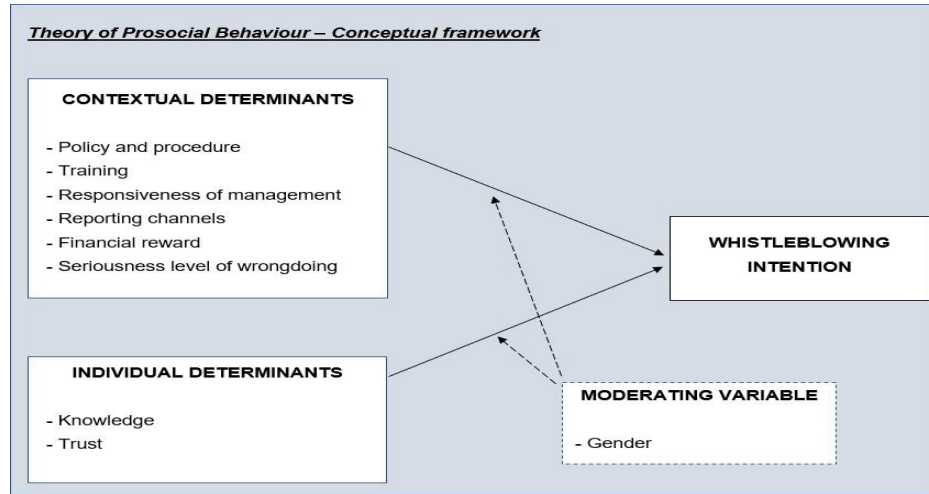 Theory of Prosocial Behaviour – Conceptual framework
CONTEXTUAL DETERMINANTS
- Policy and procedure
- Training
- Responsiveness of management
- Reporting channels
- Financial reward
- Seriousness level of wrongdoing
WHISTLEBLOWING
INTENTION
INDIVIDUAL DETERMINANTS
- Knowledge
- Trust
MODERATING VARIABLE
- Gender